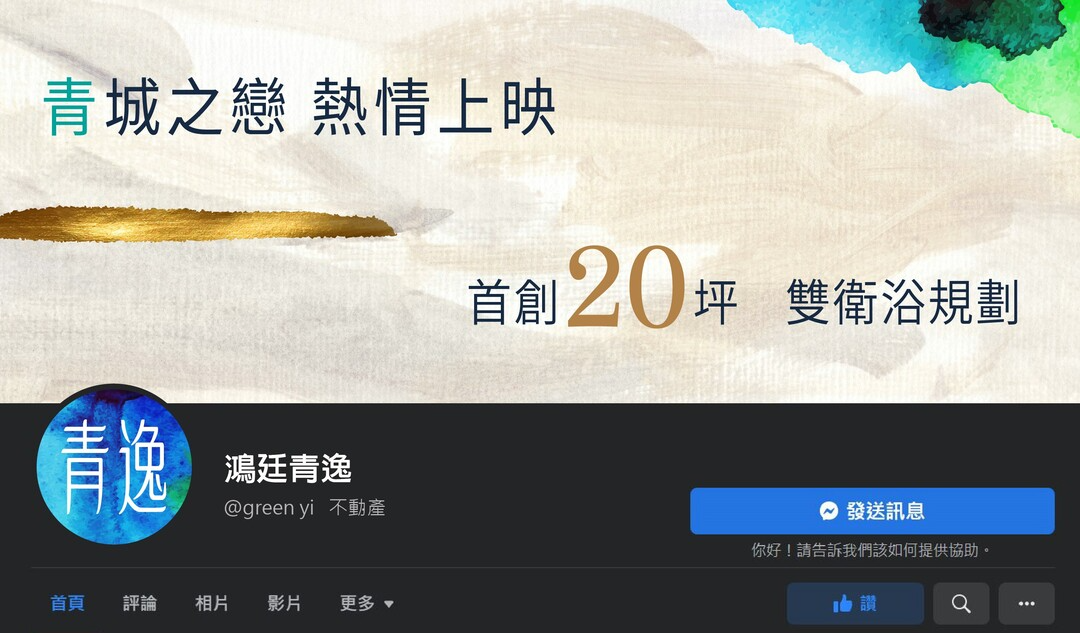 青城之戀 熱情上映
首創20坪 雙衛浴規劃
青逸
鴻廷青逸
@green yi 不動產
發送訊息
你好！請告訴我們該如何提供協助。
首頁 評論 相片 影片 更多
讚